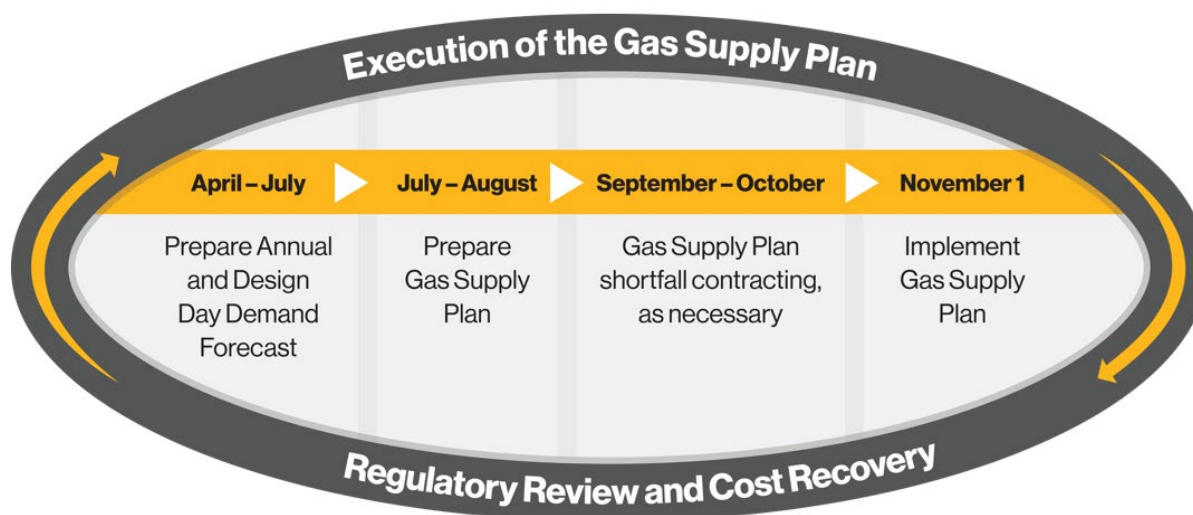 Execution of the Gas Supply Plan
April – July
July – August
September – October
November 1
Prepare Annual
and Design
Day Demand
Forecast
Prepare
Gas Supply
Plan
Gas Supply Plan
shortfall contracting,
as necessary
Implement
Gas Supply
Plan
Regulatory Review and Cost Recovery